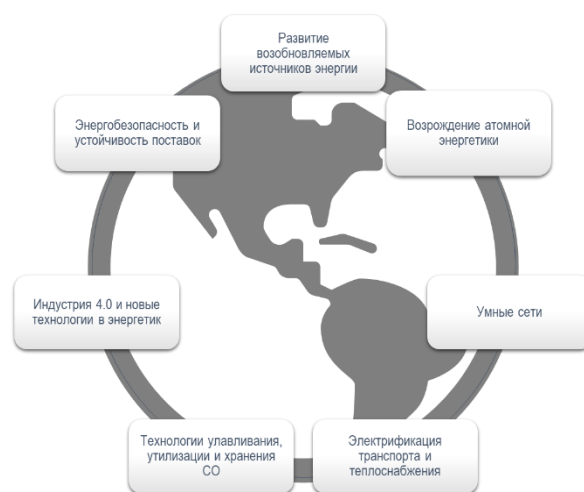 Развитие
возобновляемых
источников энергии
Энергобезопасность и
устойчивость поставок
Возрождение атомной
энергетики
Индустрия 4.0 и новые
технологии в энергетик
Умные сети
Технологии улавливания,
утилизации и хранения
СО
Электрификация
транспорта и
теплоснабжения